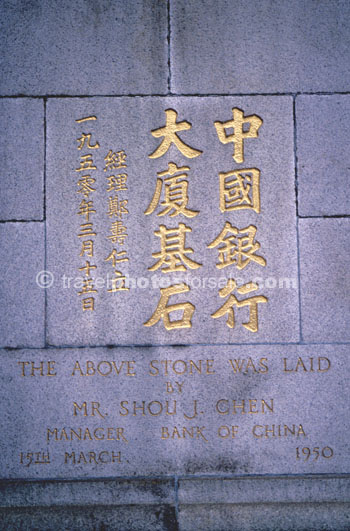 中國銀行
大廈基石
經理鄭壽仁立
一九五零年三月十五日
© travelphotosforsale.com
THE ABOVE STONE WAS LAID
BY
MR. SHOU J. CHEN
MANAGER BANK OF CHINA
15TH MARCH 1950